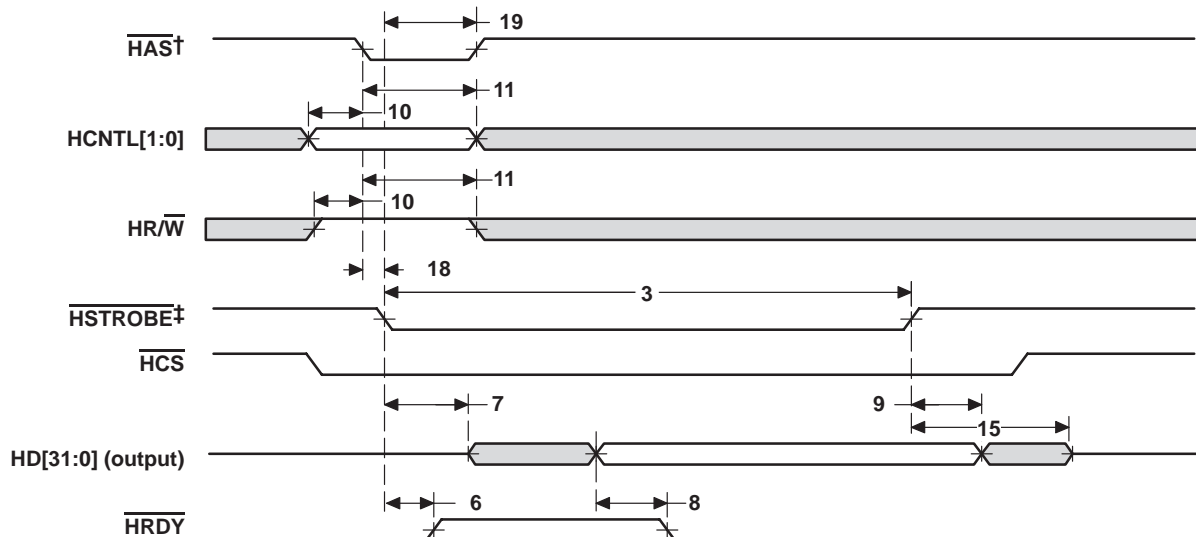 19
HAS†
11
10
HCNTL[1:0]
11
10
HR/W
18
3
HSTROBE‡
HCS
7
9
15
HD[31:0] (output)
6
8
HRDY